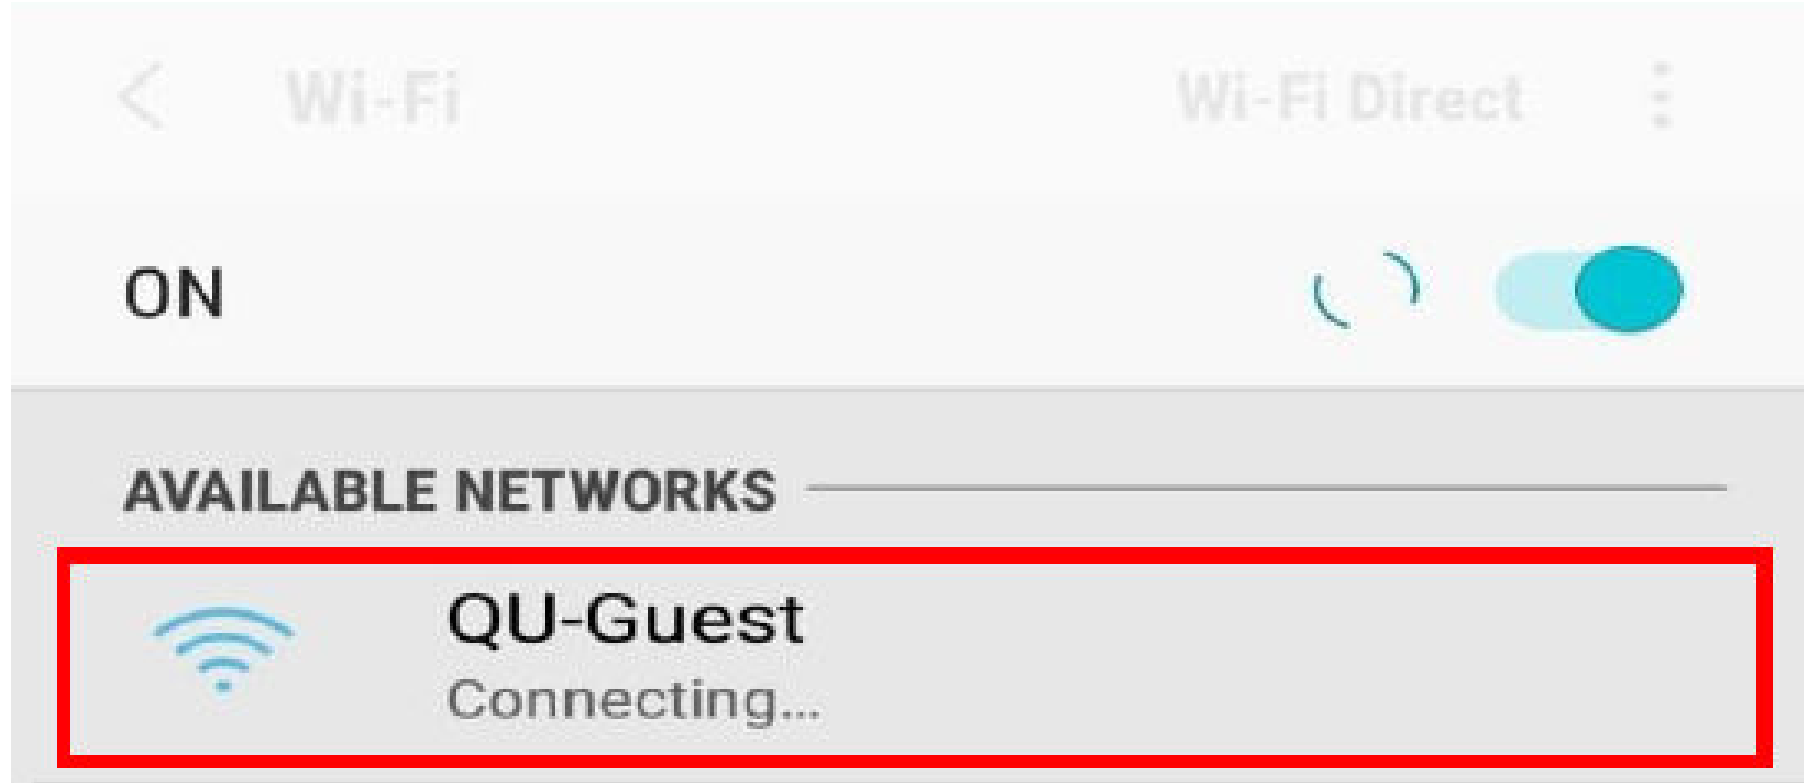 Wi-Fi Wi-Fi Direct
ON
AVAILABLE NETWORKS
QU-Guest
Connecting...